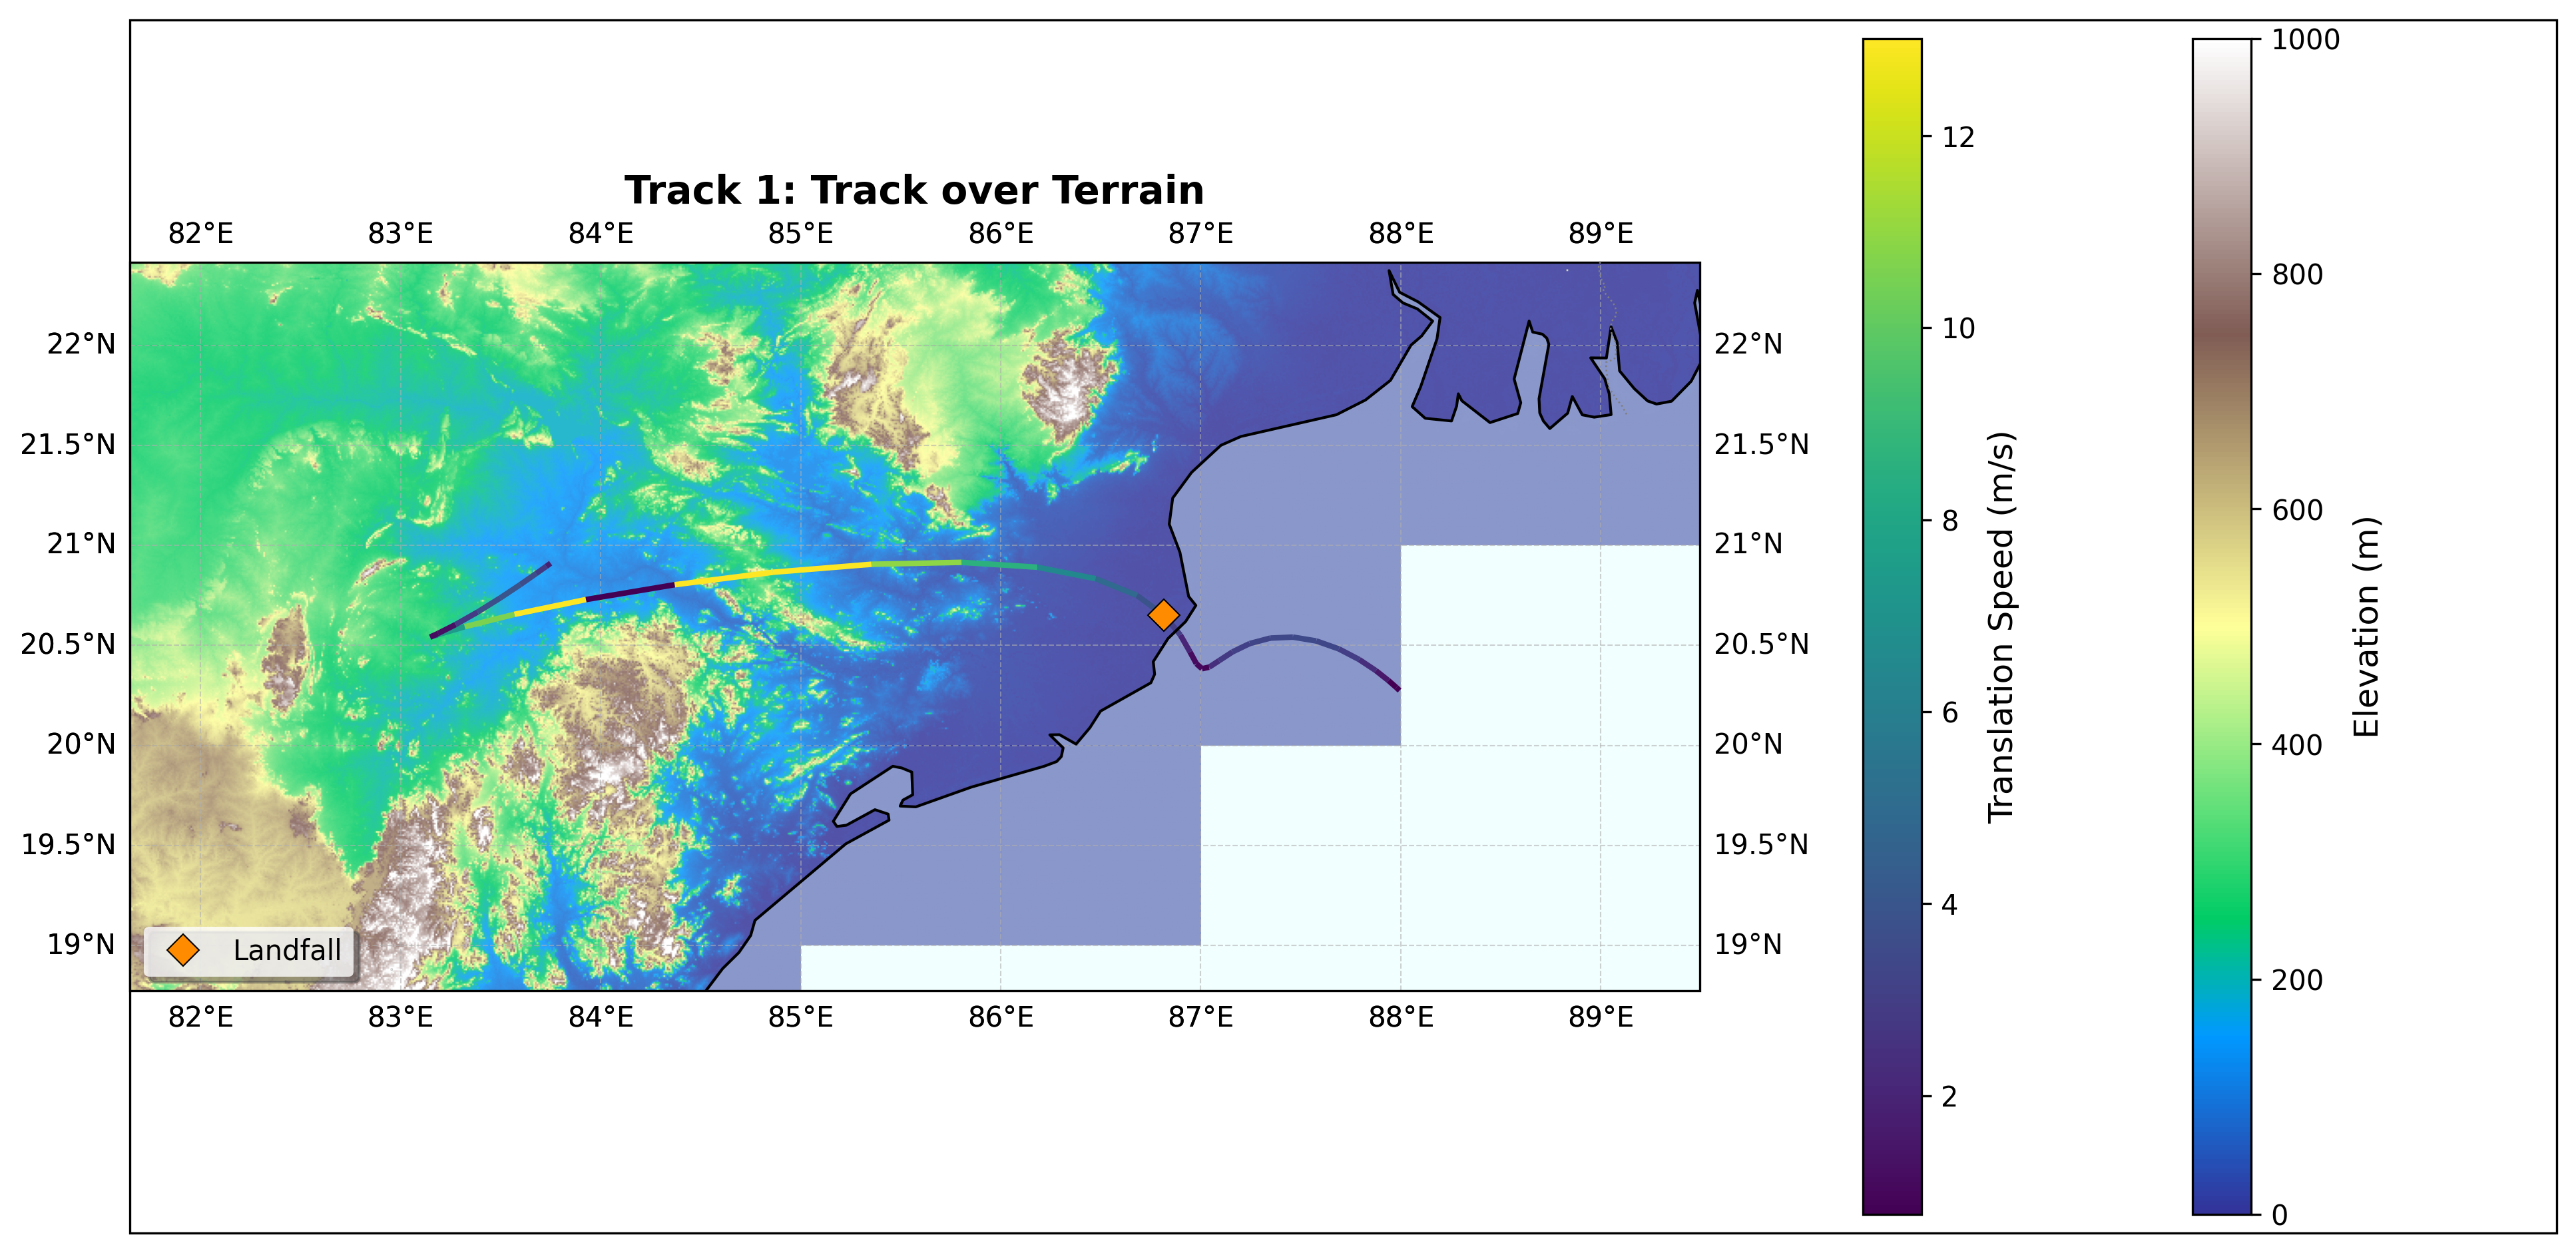 Track 1: Track over Terrain
82°E 83°E 84°E 85°E 86°E 87°E 88°E 89°E
22°N 22°N
21.5°N 21.5°N
21°N 21°N
20.5°N 20.5°N
20°N 20°N
19.5°N 19.5°N
19°N 19°N
Landfall
82°E 83°E 84°E 85°E 86°E 87°E 88°E 89°E
12
10
8
6
4
2
Translation Speed (m/s)
1000
800
600
400
200
0
Elevation (m)